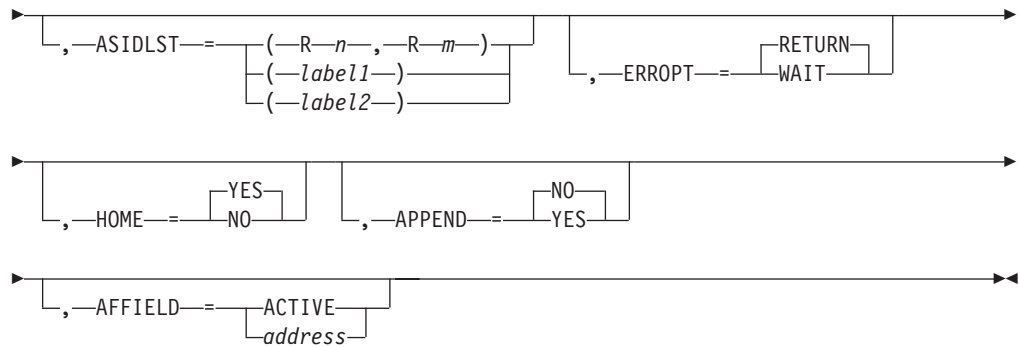 ,ASIDLST=(Rn,Rm)
(label1)
(label2)
,ERROPT=RETURN
WAIT
,HOME=YES
NO
,APPEND=NO
YES
,AFFIELD=ACTIVE
address